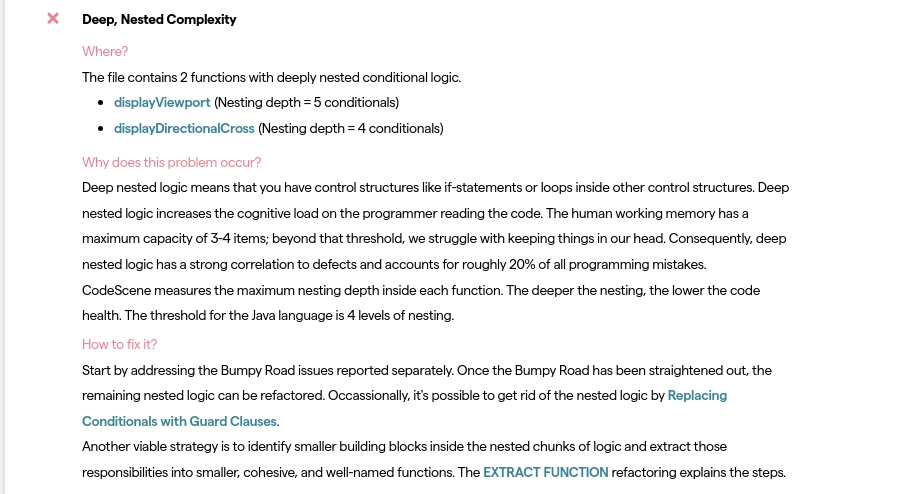 Deep, Nested Complexity
Where?
The file contains 2 functions with deeply nested conditional logic.
• displayViewport (Nesting depth = 5 conditionals)
• displayDirectionalCross (Nesting depth = 4 conditionals)
Why does this problem occur?
Deep nested logic means that you have control structures like if-statements or loops inside other control structures. Deep
nested logic increases the cognitive load on the programmer reading the code. The human working memory has a
maximum capacity of 3-4 items; beyond that threshold, we struggle with keeping things in our head. Consequently, deep
nested logic has a strong correlation to defects and accounts for roughly 20% of all programming mistakes.
CodeScene measures the maximum nesting depth inside each function. The deeper the nesting, the lower the code
health. The threshold for the Java language is 4 levels of nesting.
How to fix it?
Start by addressing the Bumpy Road issues reported separately. Once the Bumpy Road has been straightened out, the
remaining nested logic can be refactored. Occassionally, it's possible to get rid of the nested logic by Replacing
Conditionals with Guard Clauses.
Another viable strategy is to identify smaller building blocks inside the nested chunks of logic and extract those
responsibilities into smaller, cohesive, and well-named functions. The EXTRACT FUNCTION refactoring explains the steps.